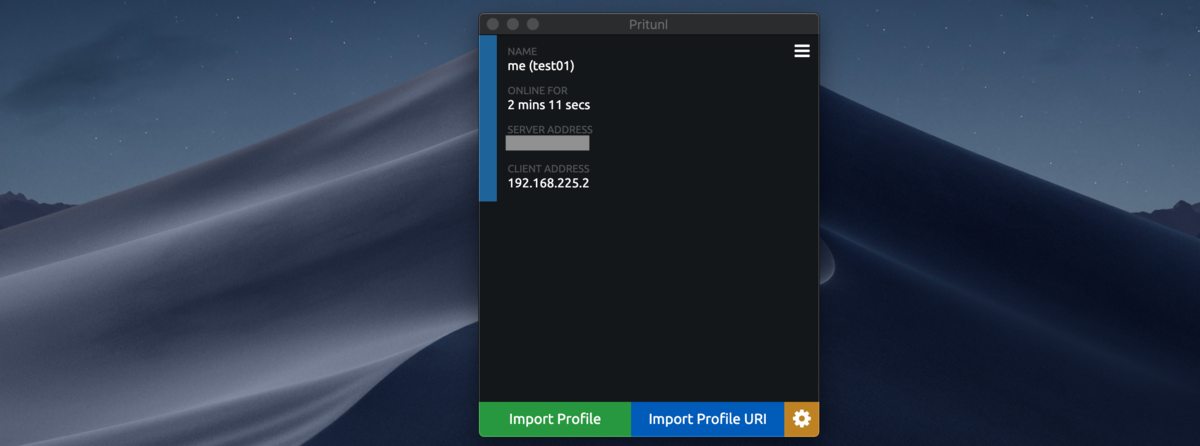 Pritunl
NAME
me (test01)
ONLINE FOR
2 mins 11 secs
SERVER ADDRESS
CLIENT ADDRESS
192.168.225.2
Import Profile
Import Profile URI